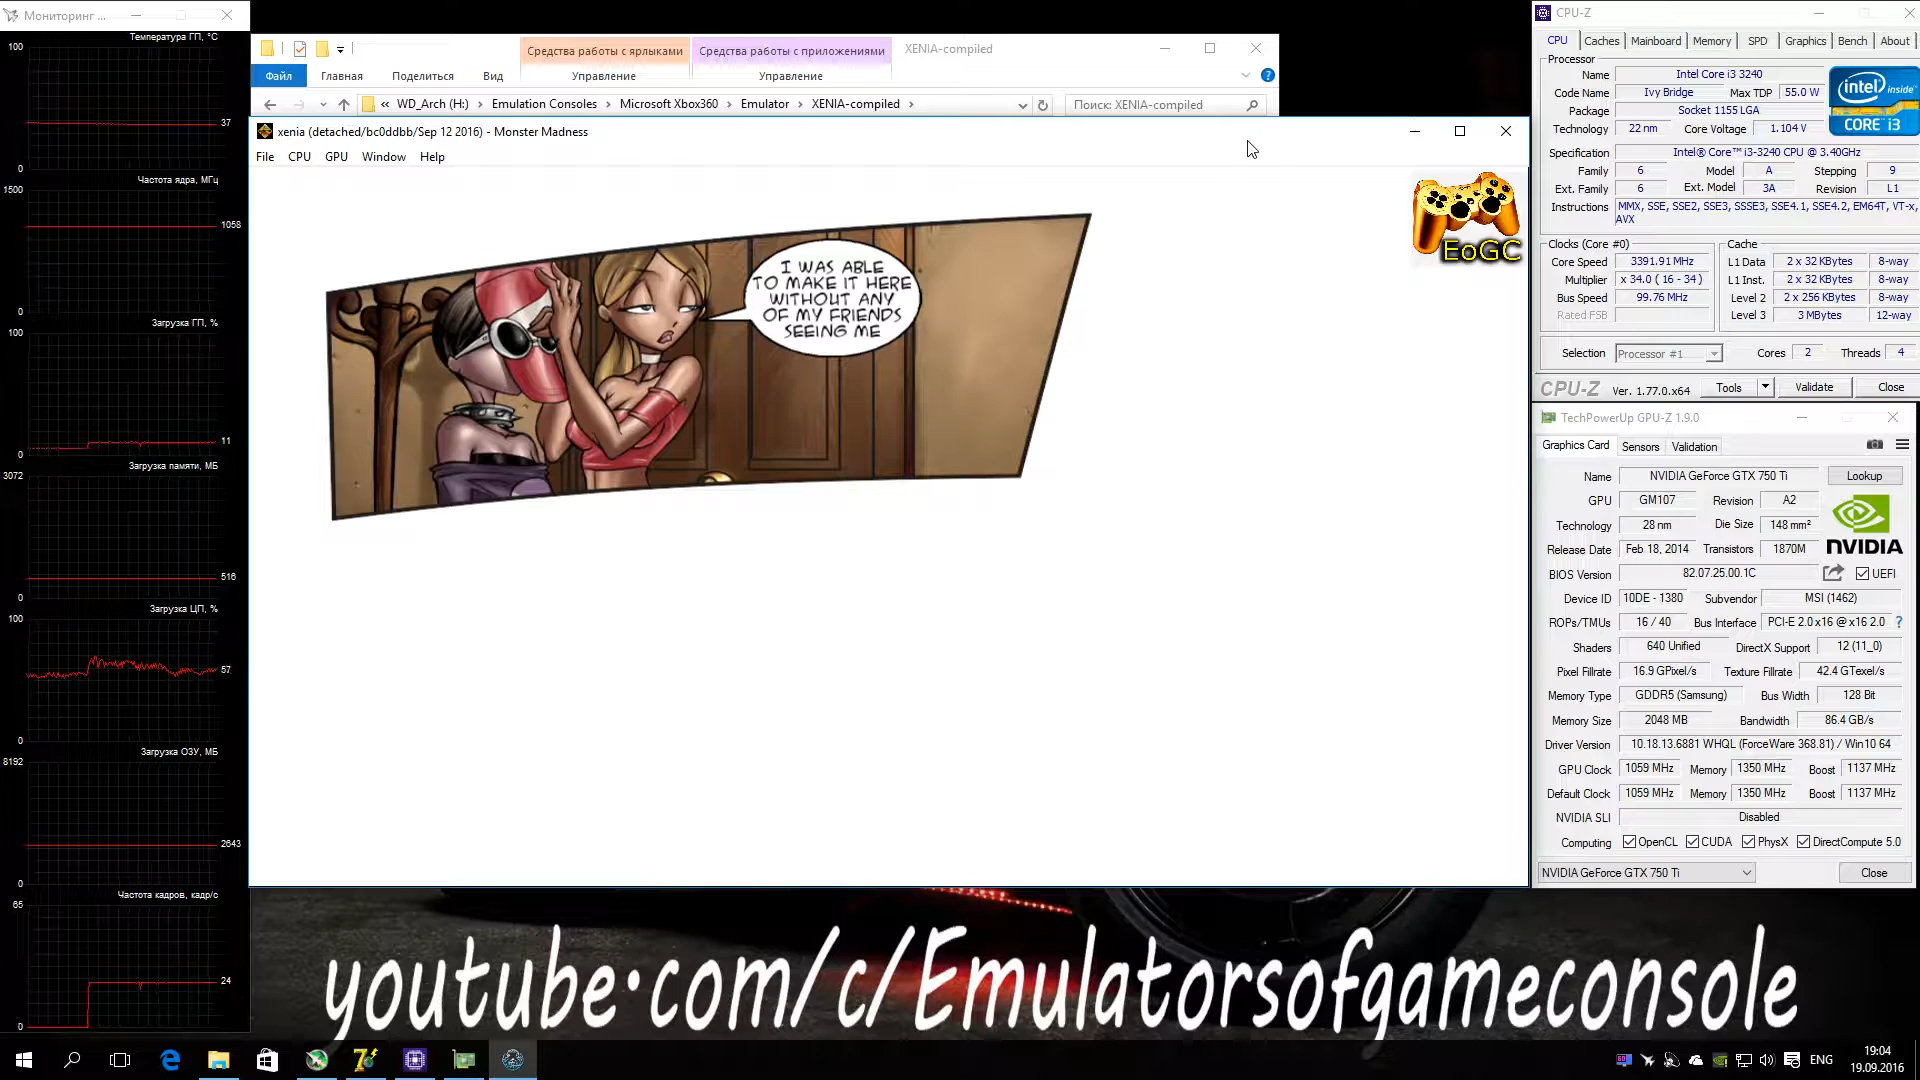 Мониторинг ...
Температура ГП, °C
100
37
0
Частота ядра, МГц
1500
1058
0
Загрузка ГП, %
100
11
0
Загрузка памяти, МБ
3072
516
0
Загрузка ЦП, %
100
57
0
Загрузка ОЗУ, МБ
8192
2643
0
Частота кадров, кадр/с
65
24
0
Средства работы с ярлыками
Средства работы с приложениями
XENIA-compiled
Файл
Главная
Поделиться
Вид
Управление
Управление
« WD_Arch (H:) › Emulation Consoles › Microsoft Xbox360 › Emulator › XENIA-compiled ›
Поиск: XENIA-compiled
xenia (detached/bc0ddbb/Sep 12 2016) - Monster Madness
File CPU GPU Window Help
EoGC
I WAS ABLE
TO MAKE IT HERE
WITHOUT ANY
OF MY FRIENDS
SEEING ME
CPU-Z
CPU Caches Mainboard Memory SPD Graphics Bench About
Processor
Name Intel Core i3 3240
Code Name Ivy Bridge Max TDP 55.0 W
Package Socket 1155 LGA
Technology 22 nm Core Voltage 1.104 V
intel inside
CORE i3
Specification Intel® Core™ i3-3240 CPU @ 3.40GHz
Family 6 Model A Stepping 9
Ext. Family 6 Ext. Model 3A Revision L1
Instructions MMX, SSE, SSE2, SSE3, SSSE3, SSE4.1, SSE4.2, EM64T, VT-x,
AVX
Clocks (Core #0)
Core Speed 3391.91 MHz
Multiplier x 34.0 ( 16 - 34 )
Bus Speed 99.76 MHz
Rated FSB
Cache
L1 Data 2 x 32 KBytes 8-way
L1 Inst. 2 x 32 KBytes 8-way
Level 2 2 x 256 KBytes 8-way
Level 3 3 MBytes 12-way
Selection Processor #1 Cores 2 Threads 4
CPU-Z Ver. 1.77.0.x64 Tools Validate Close
TechPowerUp GPU-Z 1.9.0
Graphics Card Sensors Validation
Name NVIDIA GeForce GTX 750 Ti Lookup
GPU GM107 Revision A2
Technology 28 nm Die Size 148 mm²
Release Date Feb 18, 2014 Transistors 1870M
NVIDIA
BIOS Version 82.07.25.00.1C UEFI
Device ID 10DE - 1380 Subvendor MSI (1462)
ROPs/TMUs 16 / 40 Bus Interface PCI-E 2.0 x16 @ x16 2.0 ?
Shaders 640 Unified DirectX Support 12 (11_0)
Pixel Fillrate 16.9 GPixel/s Texture Fillrate 42.4 GTexel/s
Memory Type GDDR5 (Samsung) Bus Width 128 Bit
Memory Size 2048 MB Bandwidth 86.4 GB/s
Driver Version 10.18.13.6881 WHQL (ForceWare 368.81) / Win10 64
GPU Clock 1059 MHz Memory 1350 MHz Boost 1137 MHz
Default Clock 1059 MHz Memory 1350 MHz Boost 1137 MHz
NVIDIA SLI Disabled
Computing OpenCL CUDA PhysX DirectCompute 5.0
NVIDIA GeForce GTX 750 Ti Close
youtube.com/c/Emulatorsofgameconsole
ENG
19:04
19.09.2016